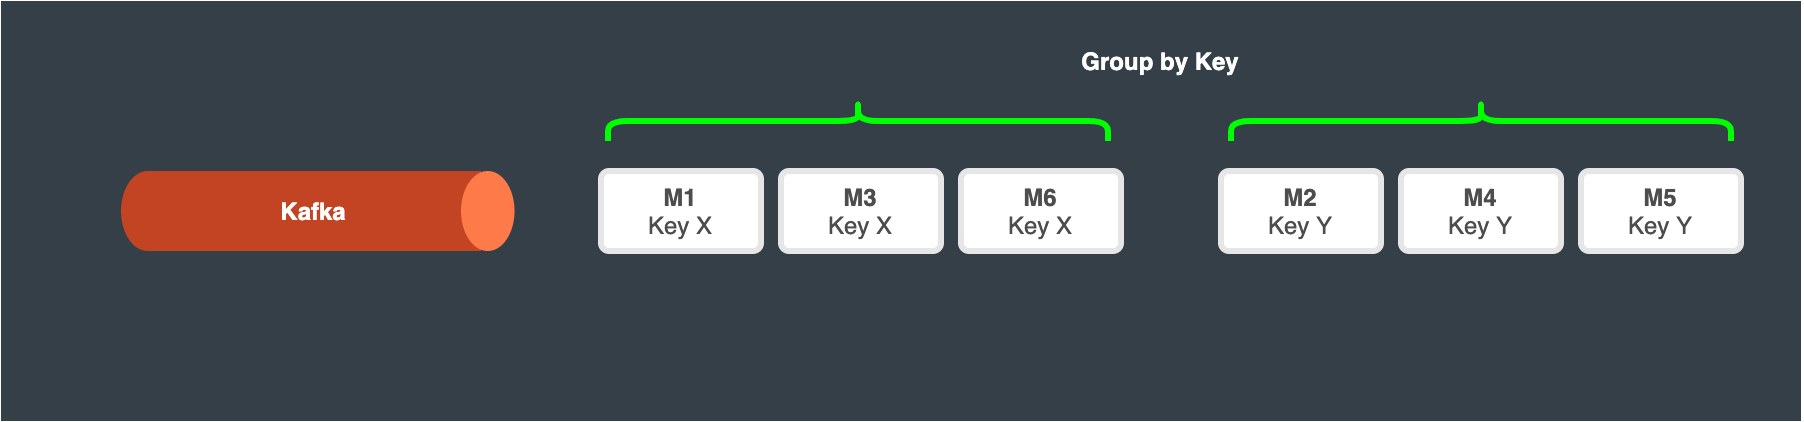 Group by Key
Kafka
M1
Key X
M3
Key X
M6
Key X
M2
Key Y
M4
Key Y
M5
Key Y